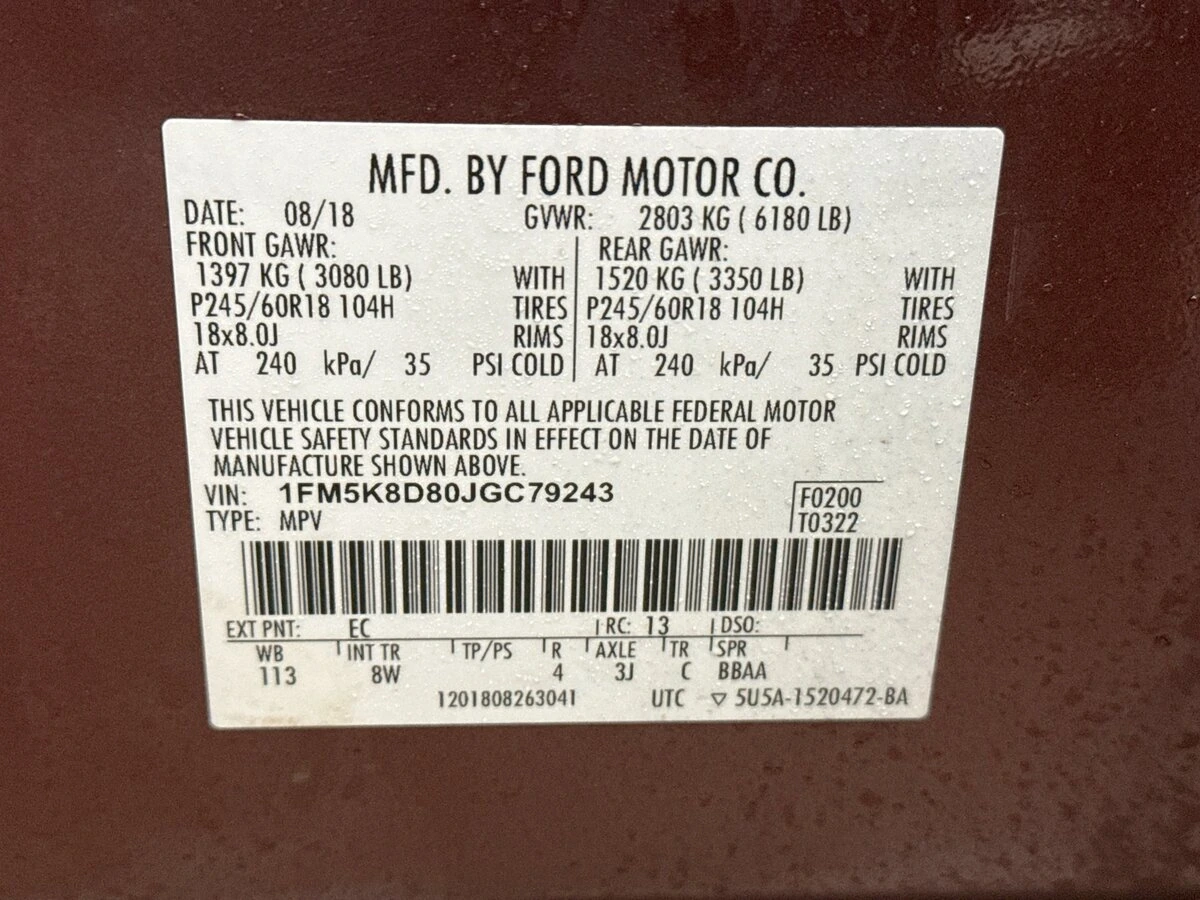 MFD. BY FORD MOTOR CO.
DATE: 08/18 GVWR: 2803 KG ( 6180 LB)
FRONT GAWR: REAR GAWR:
1397 KG ( 3080 LB) WITH 1520 KG ( 3350 LB) WITH
P245/60R18 104H TIRES P245/60R18 104H TIRES
18x8.0J RIMS 18x8.0J RIMS
AT 240 kPa/ 35 PSI COLD AT 240 kPa/ 35 PSI COLD
THIS VEHICLE CONFORMS TO ALL APPLICABLE FEDERAL MOTOR
VEHICLE SAFETY STANDARDS IN EFFECT ON THE DATE OF
MANUFACTURE SHOWN ABOVE.
VIN: 1FM5K8D80JGC79243 F0200
TYPE: MPV T0322
EXT PNT: EC RC: 13 DSO:
WB INT TR TP/PS R AXLE TR SPR
113 8W 4 3J C BBAA
1201808263041 UTC ▽ 5U5A-1520472-BA